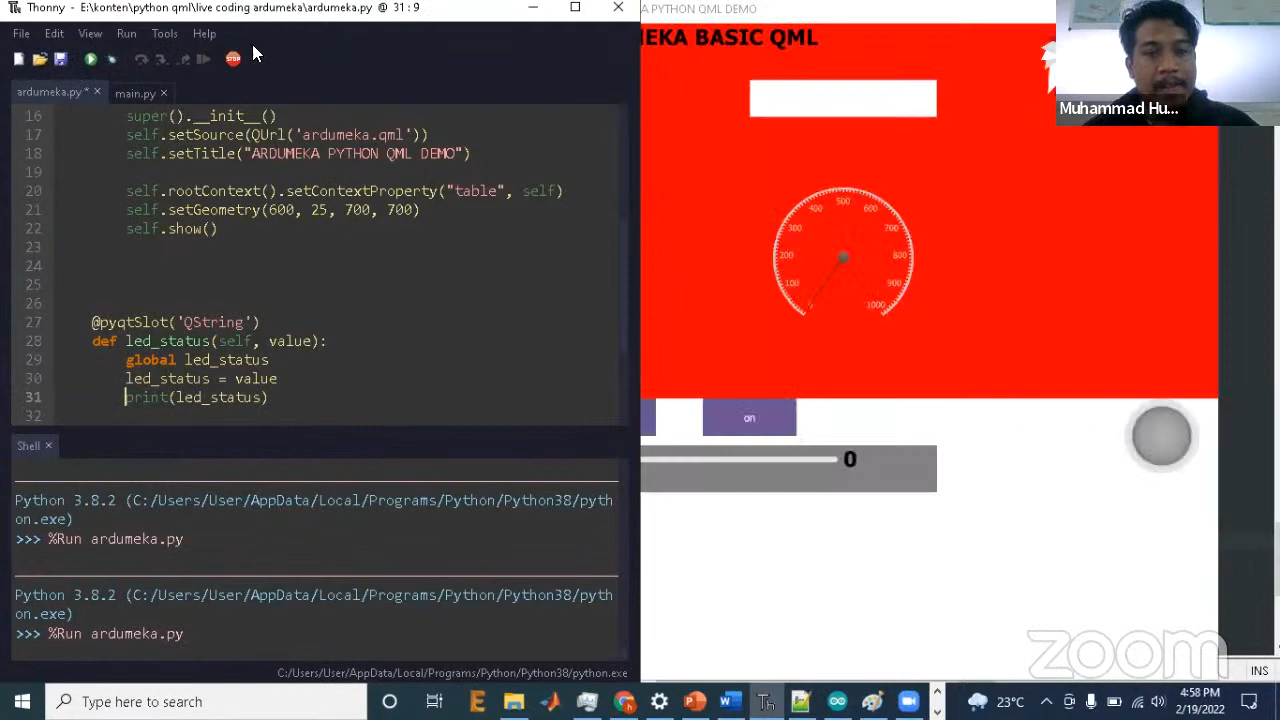 Thonny - E:\konten\python qml\live coding ardumeka\ardumeka.py @ 31 : 9
File Edit View Run Tools Help
STOP
ardumeka.py * × main.py ×
16 super().__init__()
17 self.setSource(QUrl('ardumeka.qml'))
18 self.setTitle("ARDUMEKA PYTHON QML DEMO")
19
20 self.rootContext().setContextProperty("table", self)
21 self.setGeometry(600, 25, 700, 700)
22 self.show()
23
24
25
26
27 @pyqtSlot('QString')
28 def led_status(self, value):
29 global led_status
30 led_status = value
31 print(led_status)
32
Shell ×
Python 3.8.2 (C:/Users/User/AppData/Local/Programs/Python/Python38/pyth
on.exe)
>>> %Run ardumeka.py
Python 3.8.2 (C:/Users/User/AppData/Local/Programs/Python/Python38/pyth
on.exe)
>>> %Run ardumeka.py
C:/Users/User/AppData/Local/Programs/Python/Python38/python.exe
A PYTHON QML DEMO
MEKA BASIC QML
100 200 300 400 500 600 700 800 900 1000
on
0
Muhammad Hu...
zoom
INS
Type here to search
23°C
4:58 PM
2/19/2022